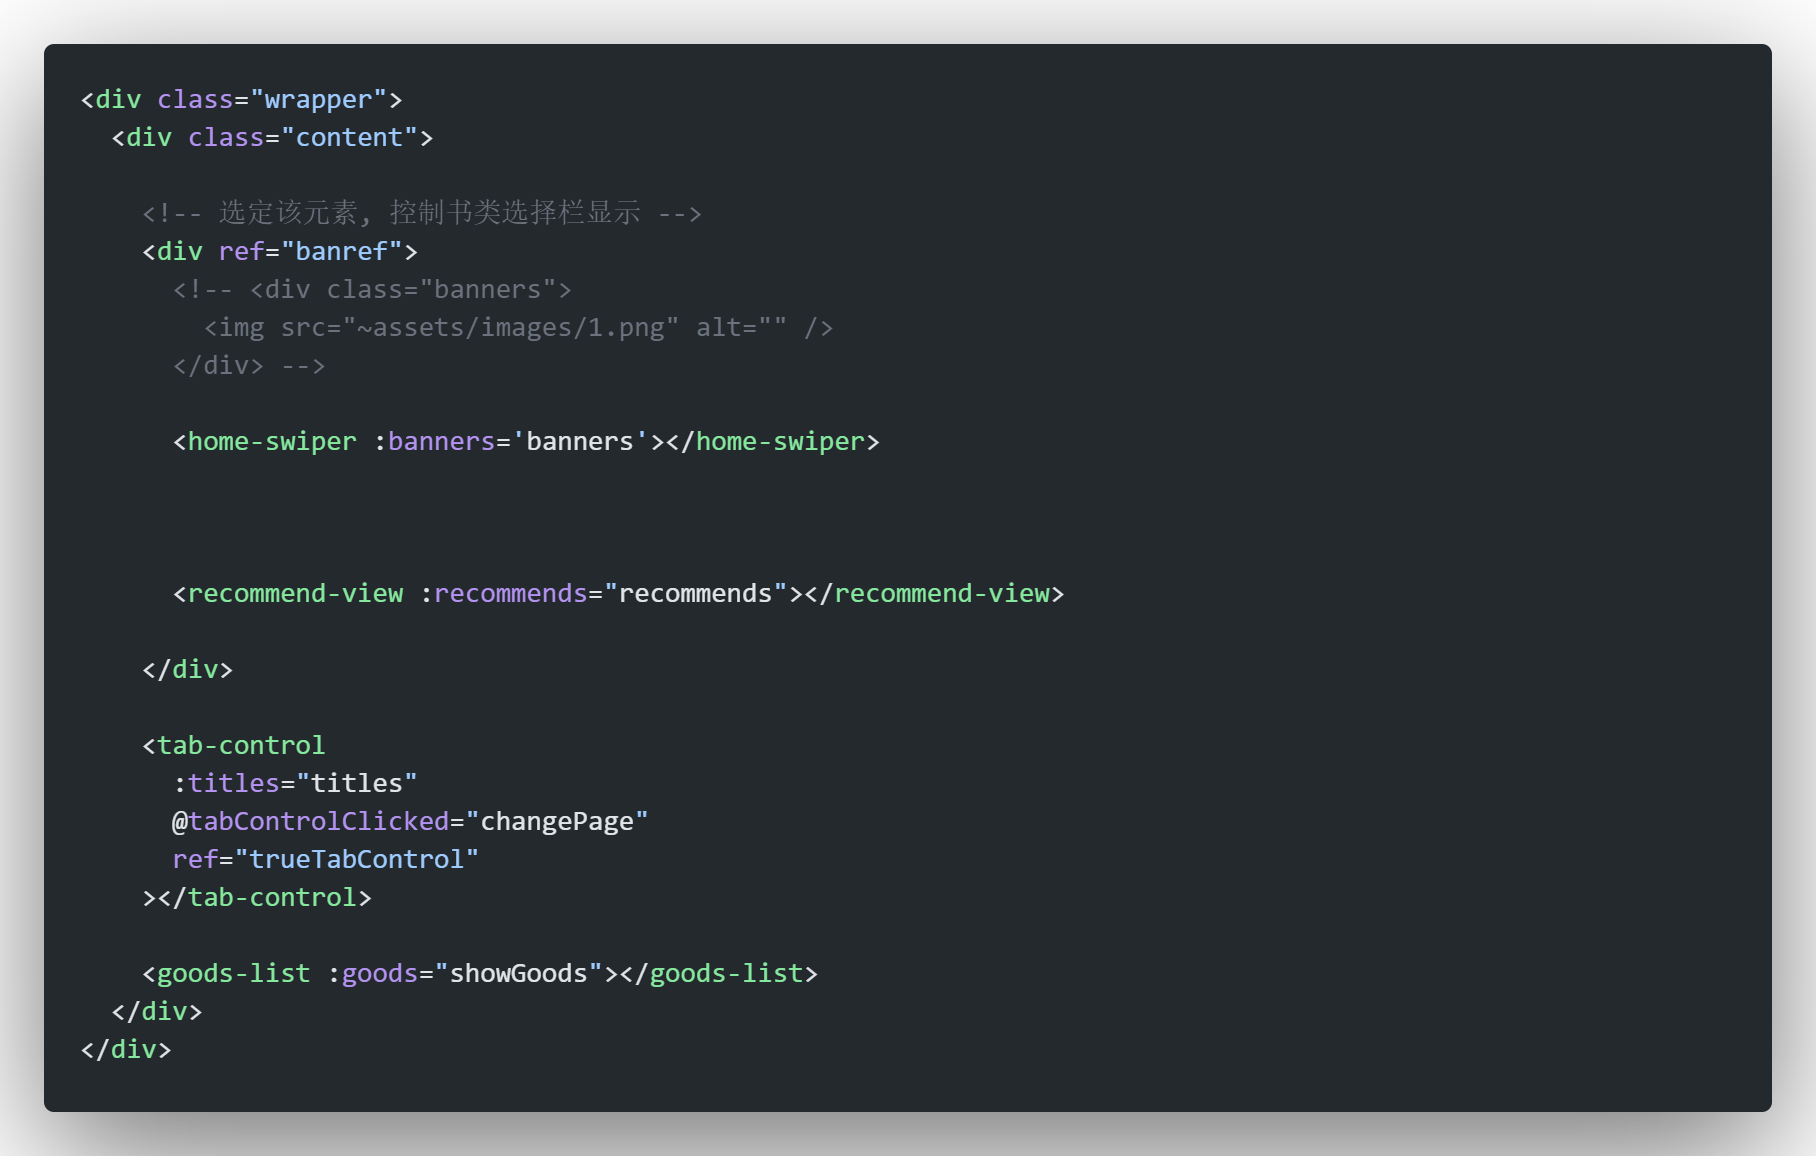 <div class="wrapper">
  <div class="content">

    <!-- 选定该元素, 控制书类选择栏显示 -->
    <div ref="banref">
      <!-- <div class="banners">
        <img src="~assets/images/1.png" alt="" />
      </div> -->

      <home-swiper :banners='banners'></home-swiper>



      <recommend-view :recommends="recommends"></recommend-view>

    </div>

    <tab-control
      :titles="titles"
      @tabControlClicked="changePage"
      ref="trueTabControl"
    ></tab-control>

    <goods-list :goods="showGoods"></goods-list>
  </div>
</div>